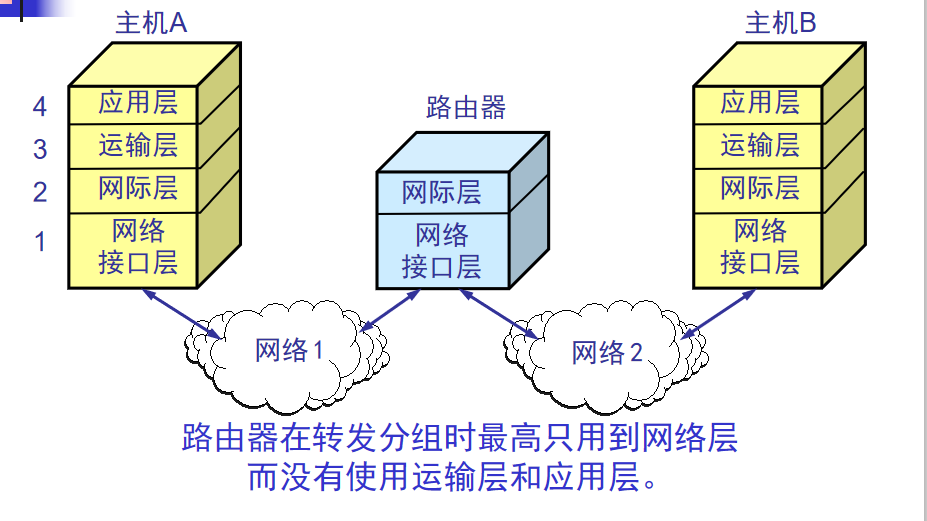 主机A
主机B
路由器
4
应用层
3
运输层
2
网际层
1
网络
接口层
网际层
网络
接口层
应用层
运输层
网际层
网络
接口层
网络1
网络2
路由器在转发分组时最高只用到网络层
而没有使用运输层和应用层。